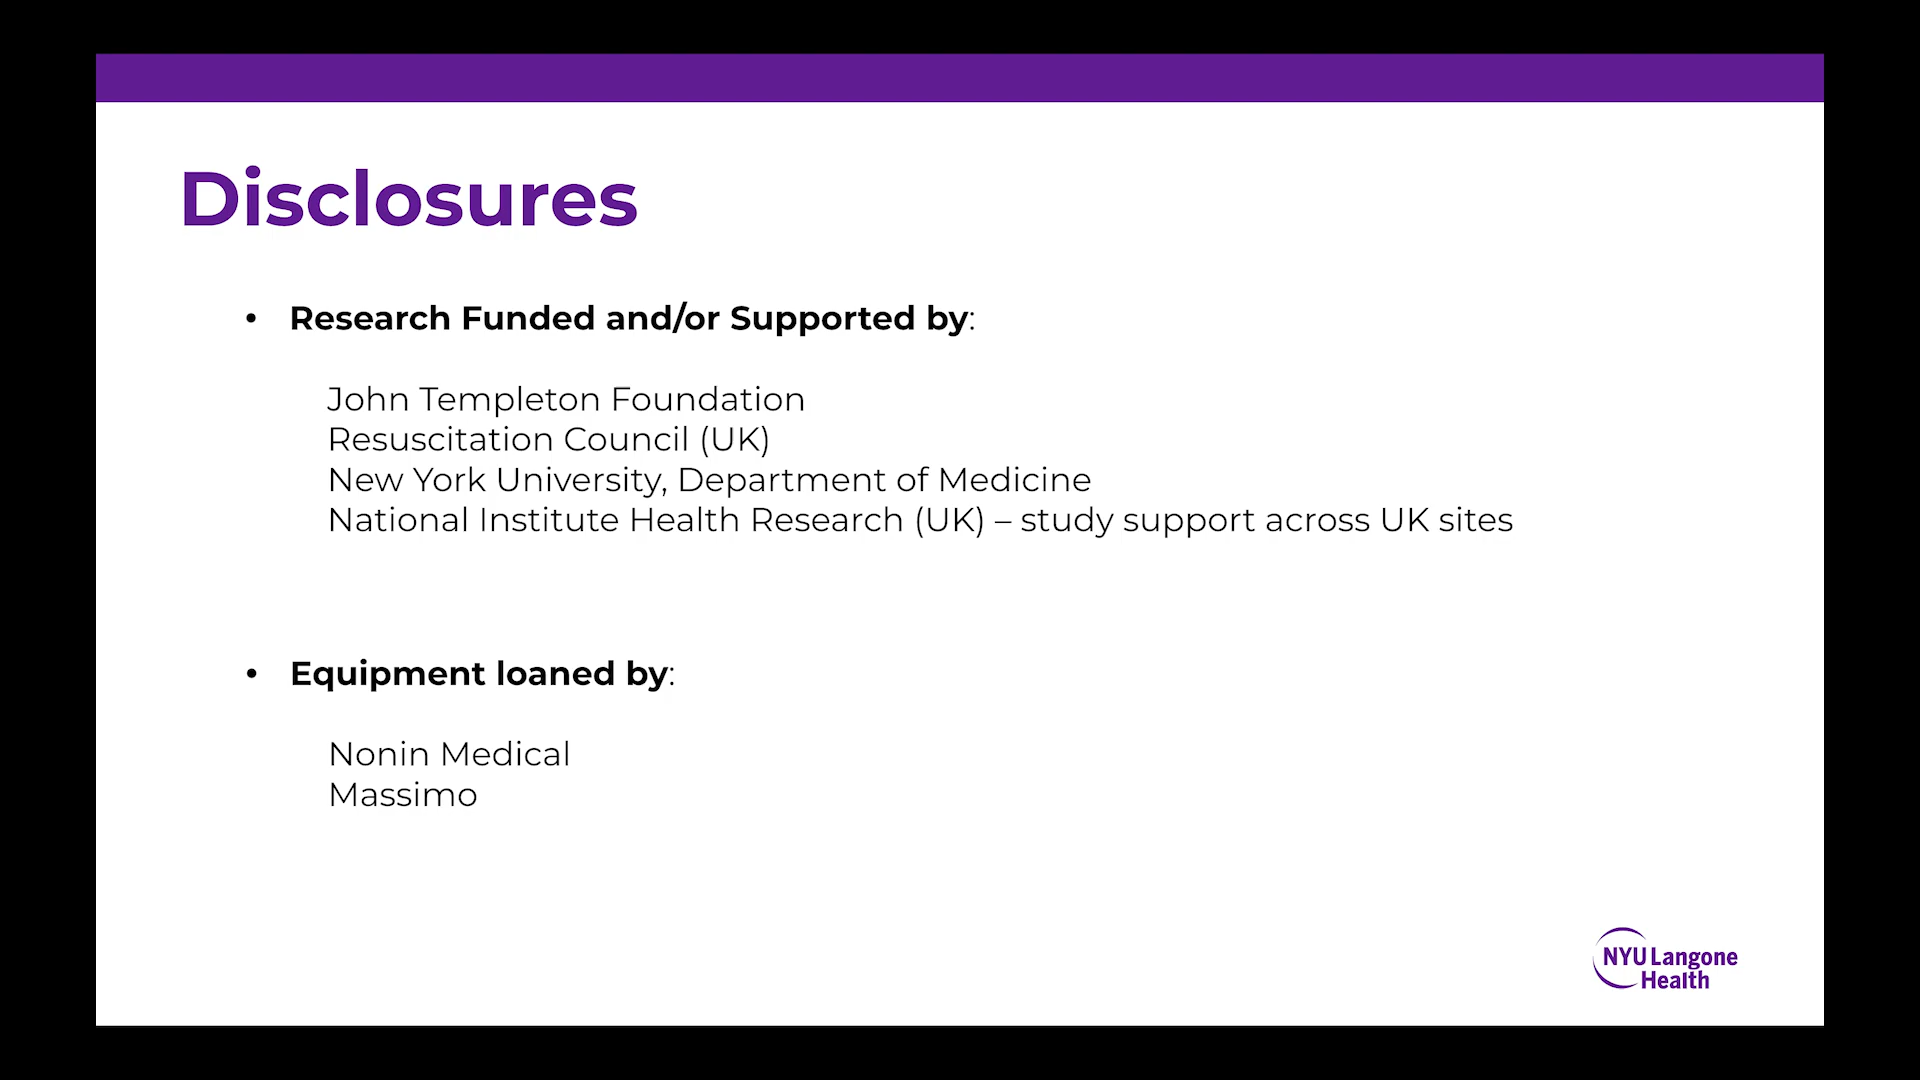 Disclosures
• Research Funded and/or Supported by:
John Templeton Foundation
Resuscitation Council (UK)
New York University, Department of Medicine
National Institute Health Research (UK) – study support across UK sites
• Equipment loaned by:
Nonin Medical
Massimo
NYU Langone
Health